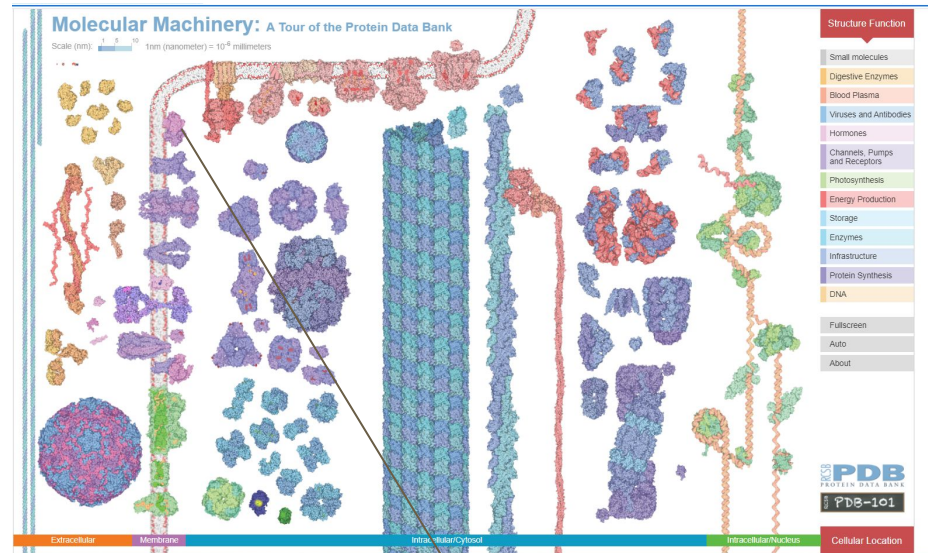 Molecular Machinery: A Tour of the Protein Data Bank
Scale (nm): 1 5 10 1nm (nanometer) = 10-6 millimeters
Structure Function
Small molecules
Digestive Enzymes
Blood Plasma
Viruses and Antibodies
Hormones
Channels, Pumps
and Receptors
Photosynthesis
Energy Production
Storage
Enzymes
Infrastructure
Protein Synthesis
DNA
Fullscreen
Auto
About
RCSB PDB
PROTEIN DATA BANK
PDB-101
Extracellular
Membrane
Intracellular/Cytosol
Intracellular/Nucleus
Cellular Location